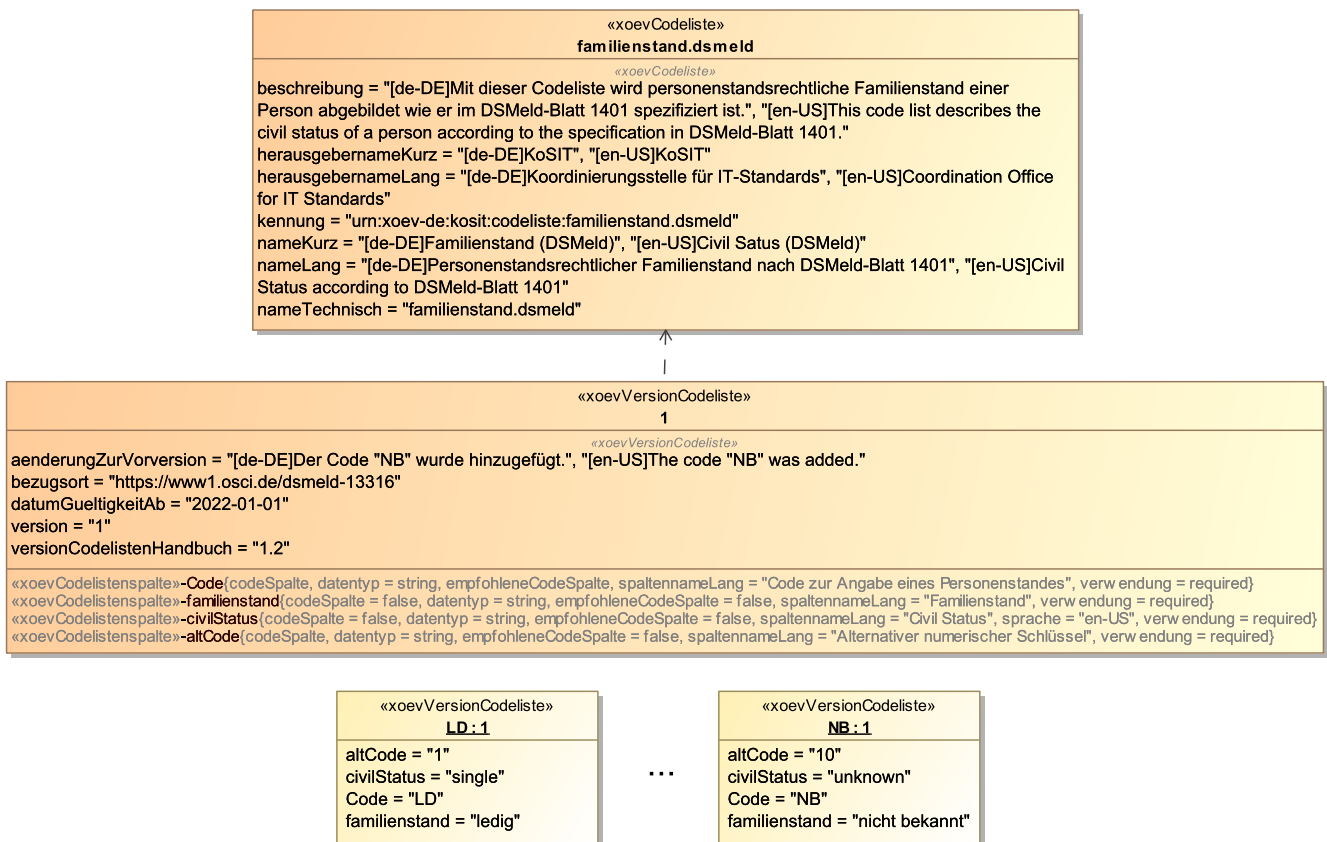 «xoevCodeliste»
familienstand.dsmeld
«xoevCodeliste»
beschreibung = "[de-DE]Mit dieser Codeliste wird personenstandsrechtliche Familienstand einer
Person abgebildet wie er im DSMeld-Blatt 1401 spezifiziert ist.", "[en-US]This code list describes the
civil status of a person according to the specification in DSMeld-Blatt 1401."
herausgebernameKurz = "[de-DE]KoSIT", "[en-US]KoSIT"
herausgebernameLang = "[de-DE]Koordinierungsstelle für IT-Standards", "[en-US]Coordination Office
for IT Standards"
kennung = "urn:xoev-de:kosit:codeliste:familienstand.dsmeld"
nameKurz = "[de-DE]Familienstand (DSMeld)", "[en-US]Civil Satus (DSMeld)"
nameLang = "[de-DE]Personenstandsrechtlicher Familienstand nach DSMeld-Blatt 1401", "[en-US]Civil
Status according to DSMeld-Blatt 1401"
nameTechnisch = "familienstand.dsmeld"
«xoevVersionCodeliste»
1
«xoevVersionCodeliste»
aenderungZurVorversion = "[de-DE]Der Code "NB" wurde hinzugefügt.", "[en-US]The code "NB" was added."
bezugsort = "https://www1.osci.de/dsmeld-13316"
datumGueltigkeitAb = "2022-01-01"
version = "1"
versionCodelistenHandbuch = "1.2"
«xoevCodelistenspalte»-Code{codeSpalte, datentyp = string, empfohleneCodeSpalte, spaltennameLang = "Code zur Angabe eines Personenstandes", verwendung = required}
«xoevCodelistenspalte»-familienstand{codeSpalte = false, datentyp = string, empfohleneCodeSpalte = false, spaltennameLang = "Familienstand", verwendung = required}
«xoevCodelistenspalte»-civilStatus{codeSpalte = false, datentyp = string, empfohleneCodeSpalte = false, spaltennameLang = "Civil Status", sprache = "en-US", verwendung = required}
«xoevCodelistenspalte»-altCode{codeSpalte, datentyp = string, empfohleneCodeSpalte = false, spaltennameLang = "Alternativer numerischer Schlüssel", verwendung = required}
«xoevVersionCodeliste»
LD : 1
altCode = "1"
civilStatus = "single"
Code = "LD"
familienstand = "ledig"
...
«xoevVersionCodeliste»
NB : 1
altCode = "10"
civilStatus = "unknown"
Code = "NB"
familienstand = "nicht bekannt"